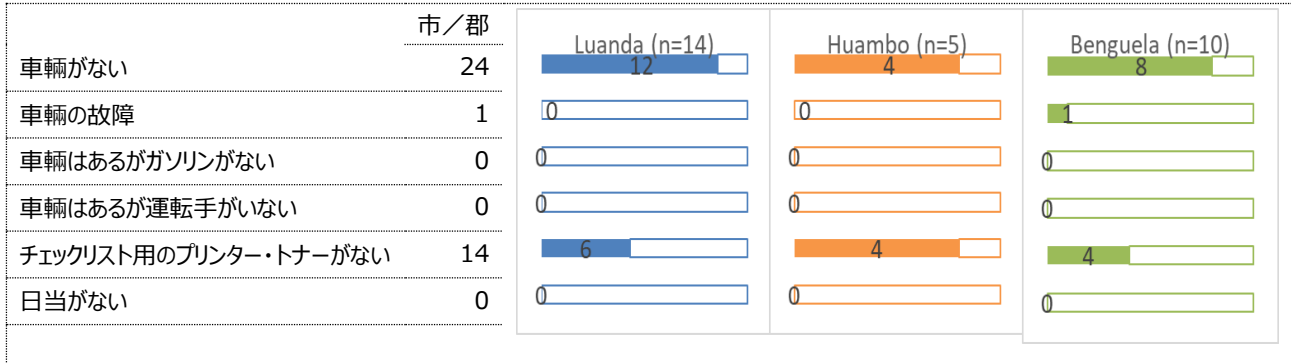 市／郡 Luanda (n=14) Huambo (n=5) Benguela (n=10)
車輌がない 24 12 4 8
車輌の故障 1 0 0 1
車輌はあるがガソリンがない 0 0 0 0
車輌はあるが運転手がいない 0 0 0 0
チェックリスト用のプリンター・トナーがない 14 6 4 4
日当がない 0 0 0 0